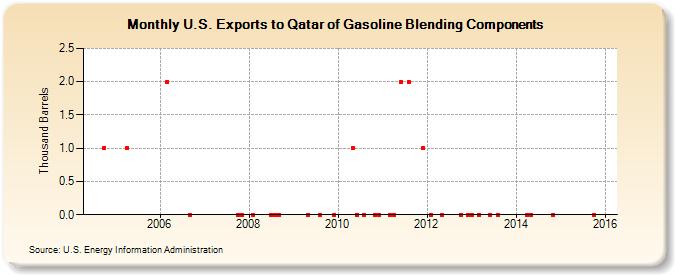 Monthly U.S. Exports to Qatar of Gasoline Blending Components
Thousand Barrels
2.5
2.0
1.5
1.0
0.5
0.0
2006 2008 2010 2012 2014 2016
Source: U.S. Energy Information Administration